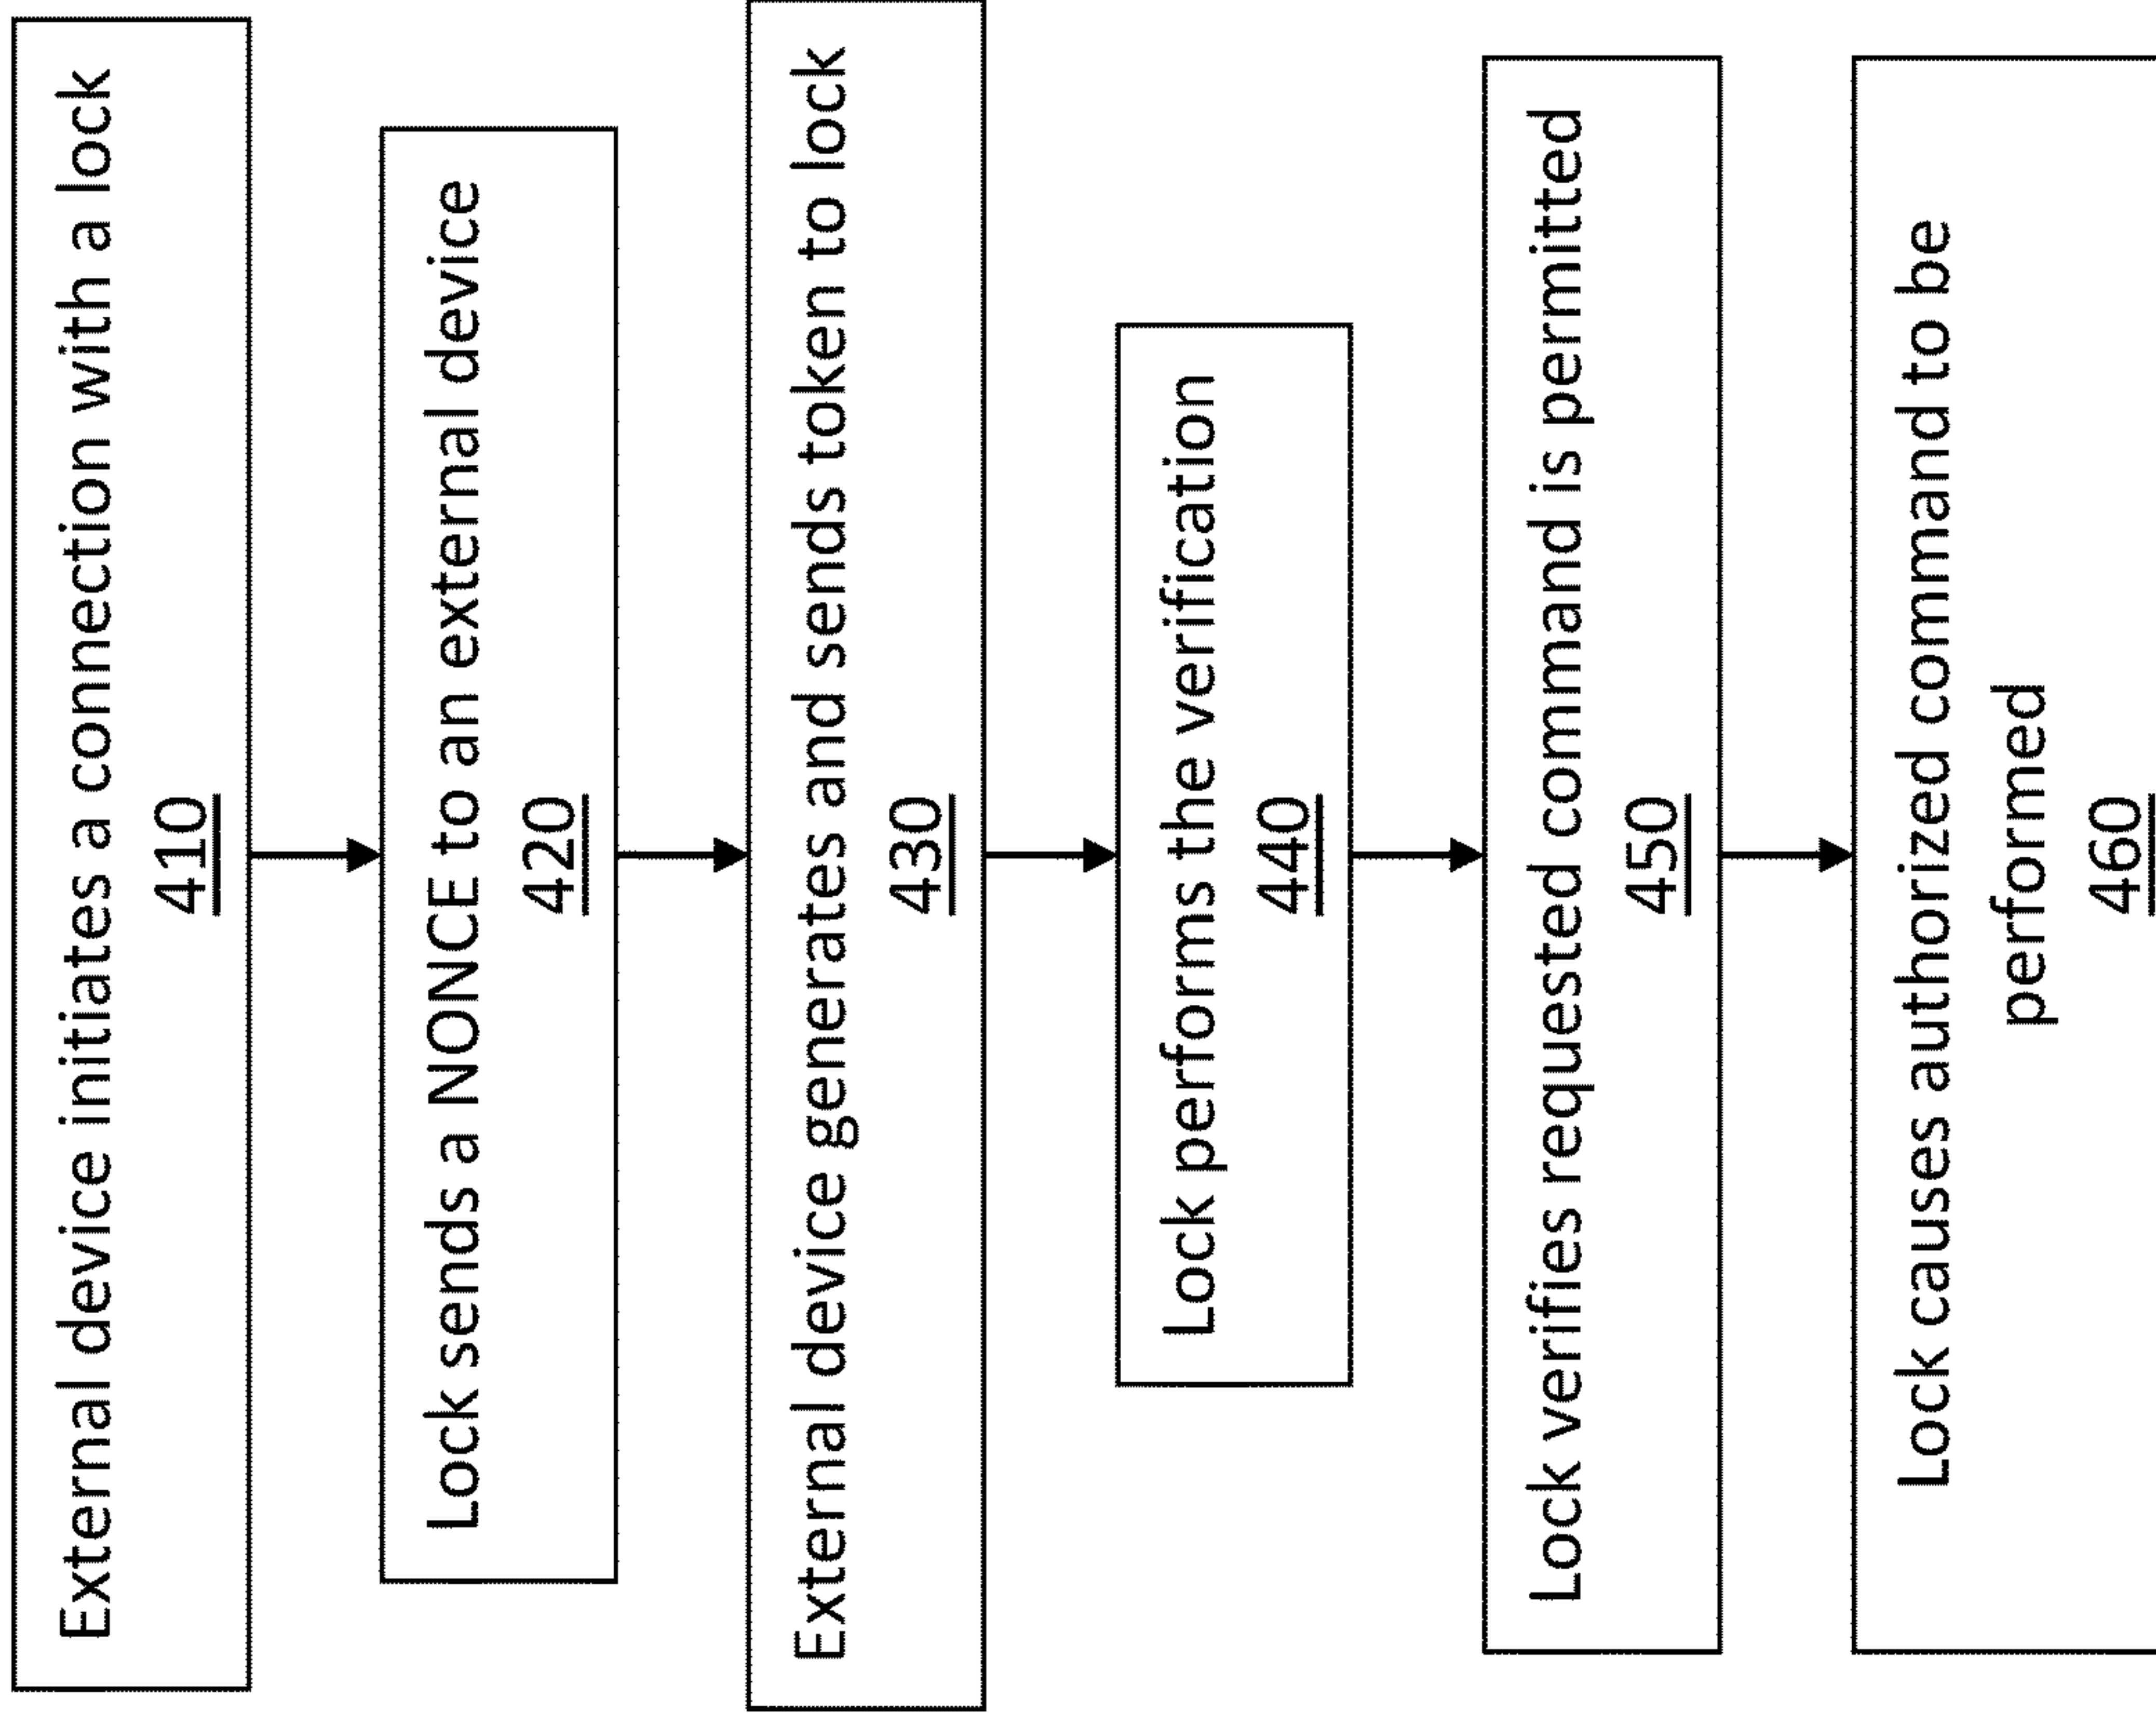 External device initiates a connection with a lock
410
Lock sends a NONCE to an external device
420
External device generates and sends token to lock
430
Lock performs the verification
440
Lock verifies requested command is permitted
450
Lock causes authorized command to be
performed
460